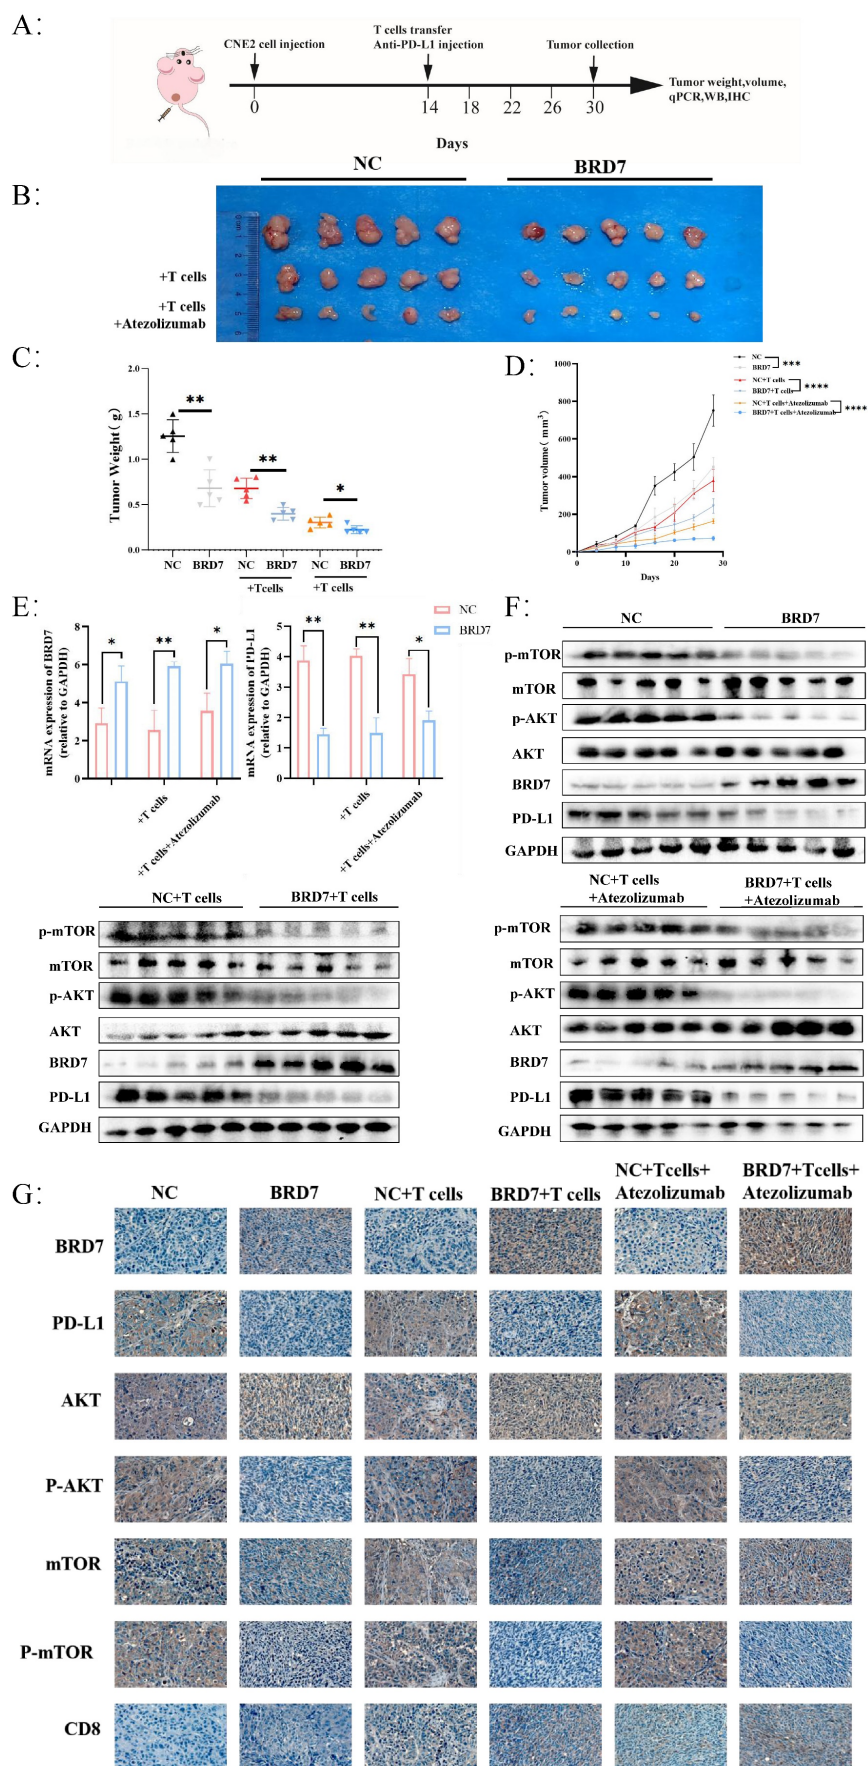 A:
CNE2 cell injection
T cells transfer
Anti-PD-L1 injection
Tumor collection
0
14
18
22
26
30
Tumor weight,volume,
qPCR,WB,IHC
Days
NC
BRD7
B:
+T cells
+T cells
+Atezolizumab
C:
Tumor Weight( g)
2.0
1.5
1.0
0.5
0.0
**
**
*
NC
BRD7
NC
BRD7
NC
BRD7
+Tcells
+T cells
D:
Tumor volume( mm3)
1000
800
600
400
200
0
0
10
20
30
Days
NC
BRD7
***
NC+T cells
BRD7+T cells
****
NC+T cells+Atezolizumab
BRD7+T cells+Atezolizumab
****
E:
mRNA expression of BRD7
(relative to GAPDH)
8
6
4
2
0
*
**
*
+T cells
+T cells+Atezolizumab
mRNA expression of PD-L1
(relative to GAPDH)
5
4
3
2
1
0
**
**
*
NC
BRD7
+T cells
+T cells+Atezolizumab
F:
NC
BRD7
p-mTOR
mTOR
p-AKT
AKT
BRD7
PD-L1
GAPDH
NC+T cells
BRD7+T cells
p-mTOR
mTOR
p-AKT
AKT
BRD7
PD-L1
GAPDH
NC+T cells
+Atezolizumab
BRD7+T cells
+Atezolizumab
p-mTOR
mTOR
p-AKT
AKT
BRD7
PD-L1
GAPDH
G:
NC
BRD7
NC+T cells
BRD7+T cells
NC+Tcells+
Atezolizumab
BRD7+Tcells+
Atezolizumab
BRD7
PD-L1
AKT
P-AKT
mTOR
P-mTOR
CD8